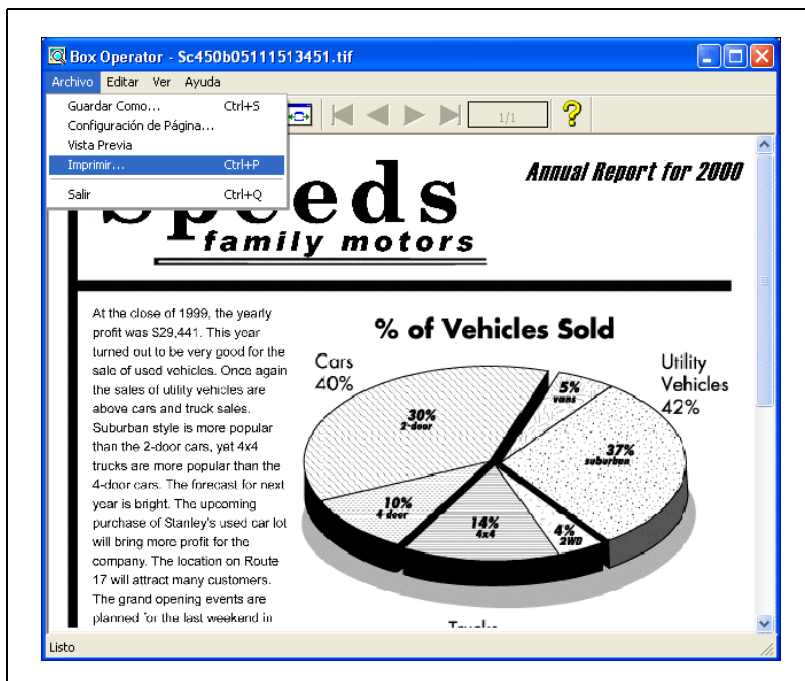 Box Operator - Sc450b05111513451.tif
Archivo Editar Ver Ayuda
Guardar Como... Ctrl+S
Configuración de Página...
Vista Previa
Imprimir... Ctrl+P
Salir Ctrl+Q
1/1
Annual Report for 2000
Speeds
family motors
At the close of 1999, the yearly
profit was $29,441. This year
turned out to be very good for the
sale of used vehicles. Once again
the sales of utility vehicles are
above cars and truck sales.
Suburban style is more popular
than the 2-door cars, yet 4x4
trucks are more popular than the
4-door cars. The forecast for next
year is bright. The upcoming
purchase of Stanley's used car lot
will bring more profit for the
company. The location on Route
17 will attract many customers.
The grand opening events are
planned for the last weekend in
% of Vehicles Sold
Cars
40%
Utility
Vehicles
42%
5%
vans
30%
2-door
37%
suburban
10%
4 door
14%
4x4
4%
2WD
Trucks
Listo